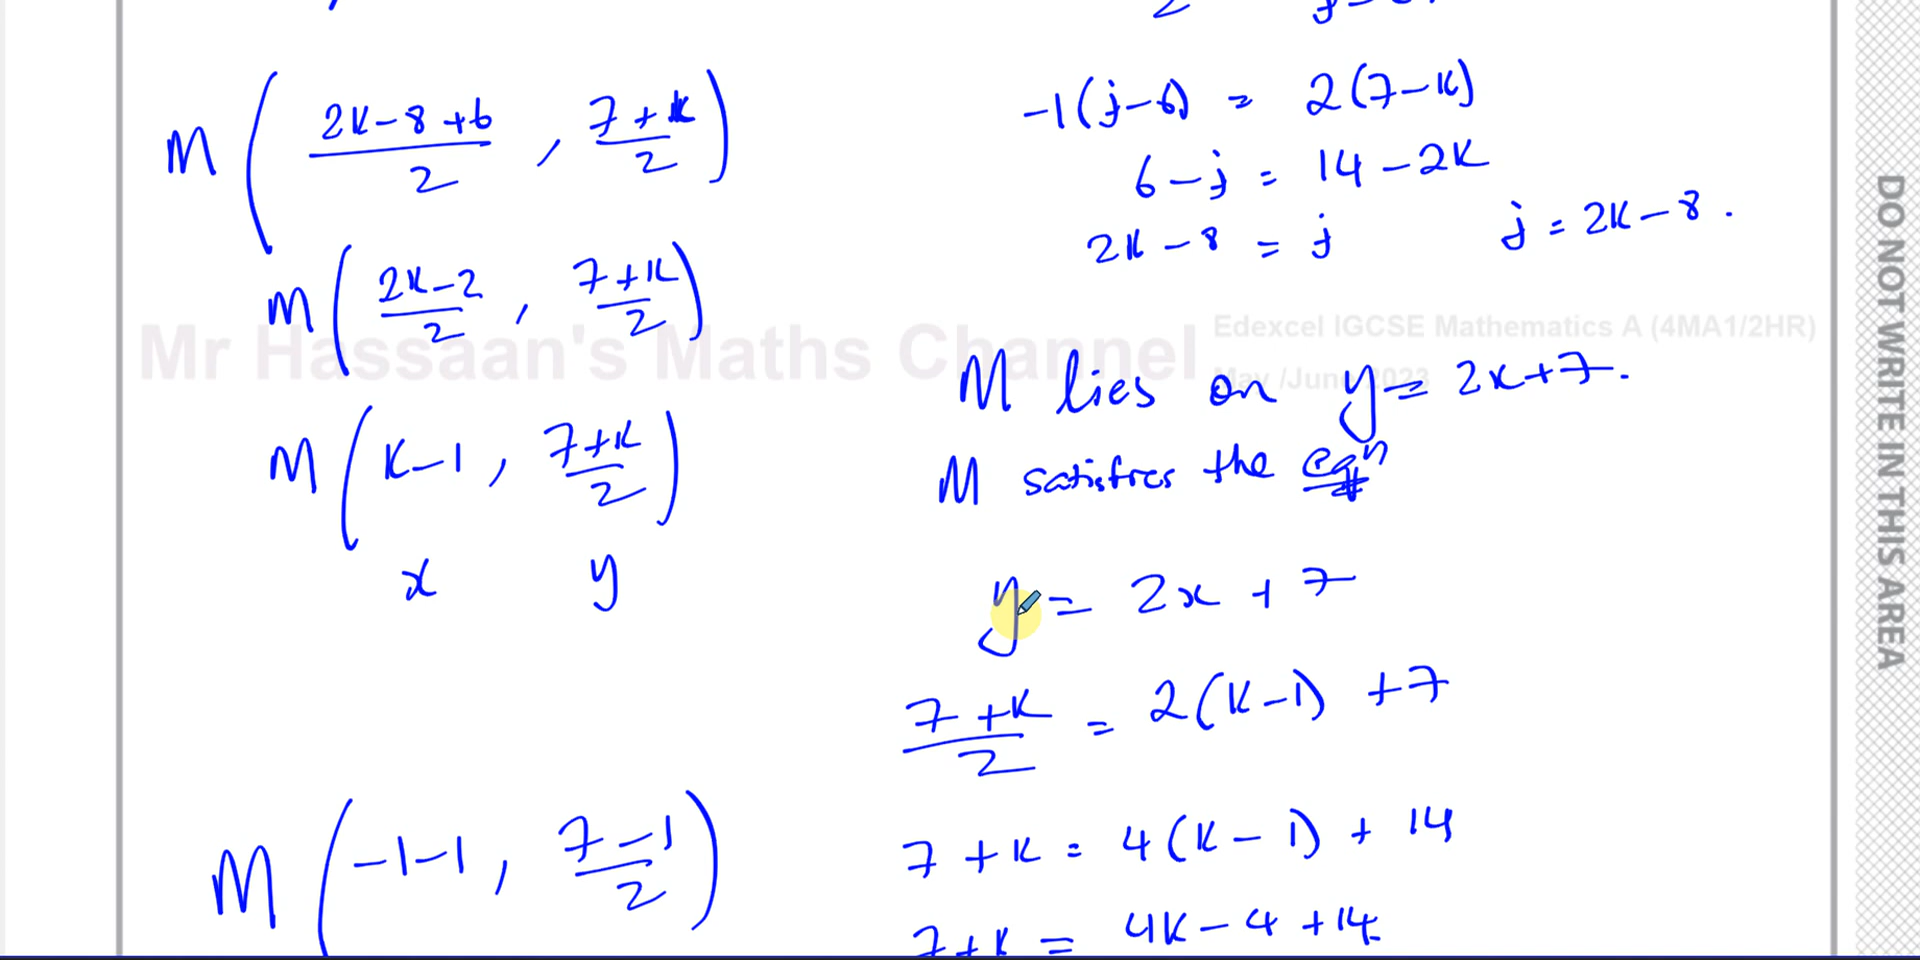 M ( (2k-8+6)/2 , (7+k)/2 )
M ( (2k-2)/2 , (7+k)/2 )
M ( k-1 , (7+k)/2 )
x y
M ( -1-1 , (7-1)/2 )
-1(j-6) = 2(7-k)
6-j = 14-2k
2k-8 = j j = 2k-8.
Mr Hassaan's Maths Channel
Edexcel IGCSE Mathematics A (4MA1/2HR)
May /June 2023
M lies on y = 2x+7.
M satisfies the eqn
y = 2x + 7
(7+k)/2 = 2(k-1) +7
7+k = 4(k-1) + 14
7+k = 4k-4+14
DO NOT WRITE IN THIS AREA